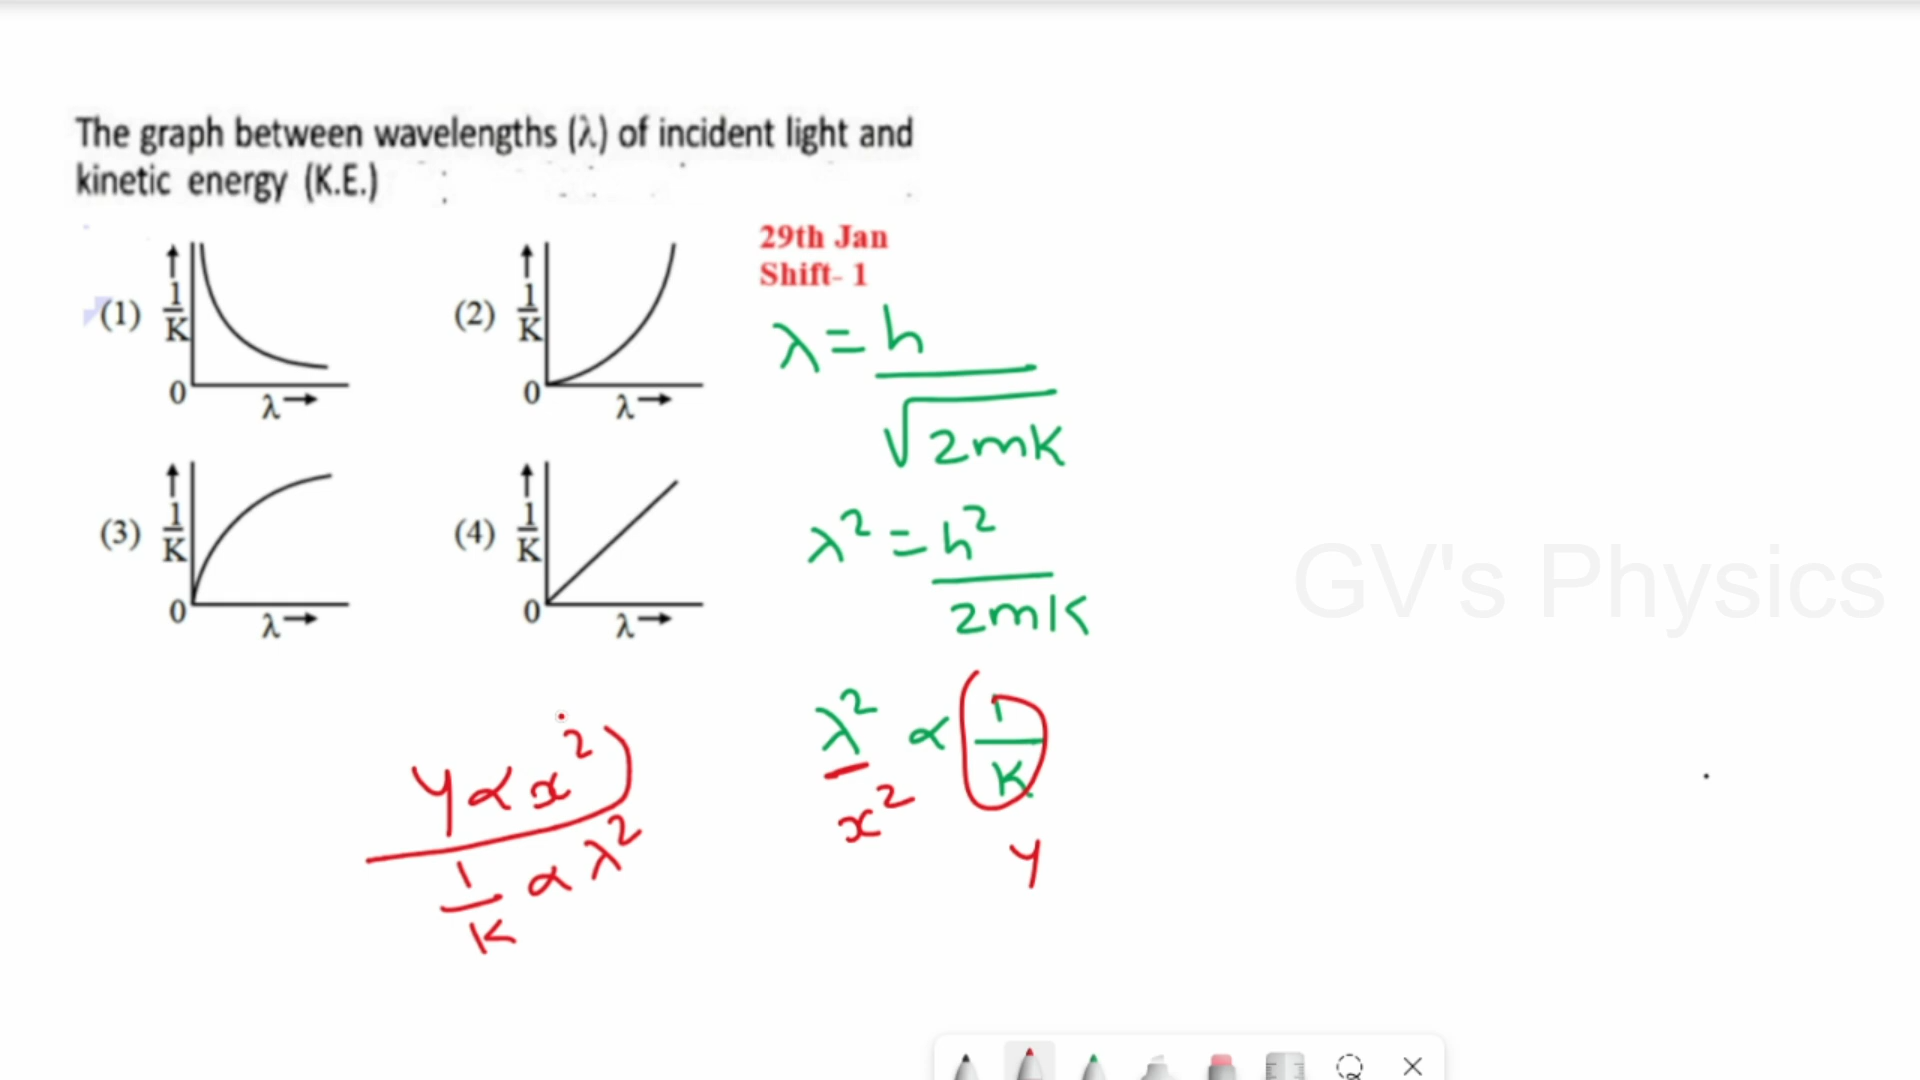 The graph between wavelengths (λ) of incident light and
kinetic energy (K.E.)
29th Jan
Shift- 1
(1) 1/K 0 λ→
(2) 1/K 0 λ→
(3) 1/K 0 λ→
(4) 1/K 0 λ→
λ = h/√2mK
λ² = h²/2mK
λ² ∝ (1/K)
x² y
y ∝ x²)
1/K ∝ λ²
GV's Physics